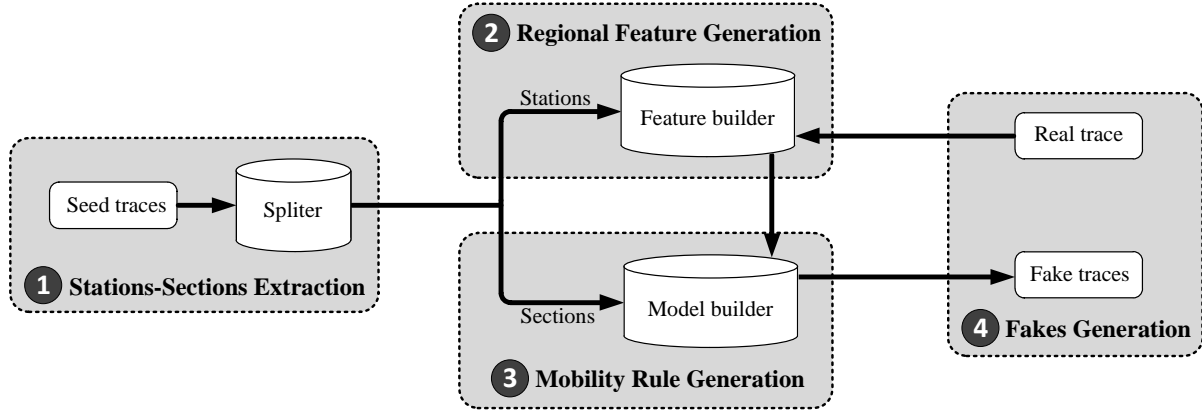 2 Regional Feature Generation
Stations
Feature builder
Real trace
Seed traces
Spliter
1 Stations-Sections Extraction
Sections
Model builder
Fake traces
4 Fakes Generation
3 Mobility Rule Generation